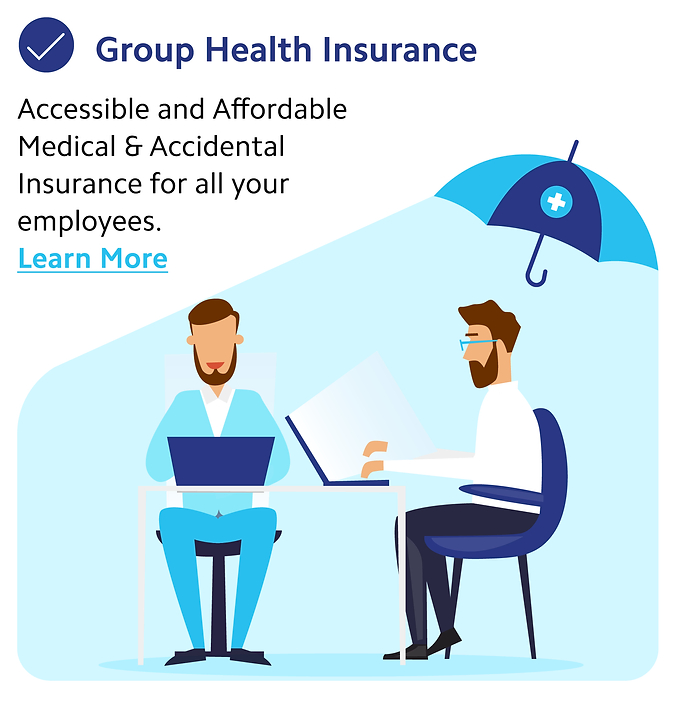 Group Health Insurance
Accessible and Affordable
Medical & Accidental
Insurance for all your
employees.
Learn More